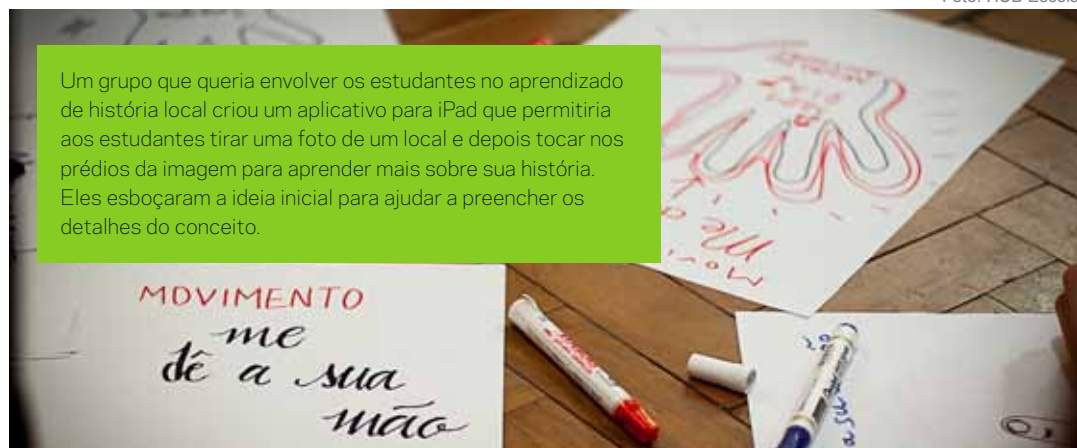 Um grupo que queria envolver os estudantes no aprendizado
de história local criou um aplicativo para iPad que permitiria
aos estudantes tirar uma foto de um local e depois tocar nos
prédios da imagem para aprender mais sobre sua história.
Eles esboçaram a ideia inicial para ajudar a preencher os
detalhes do conceito.
MOVIMENTO
me
dê a sua
mão